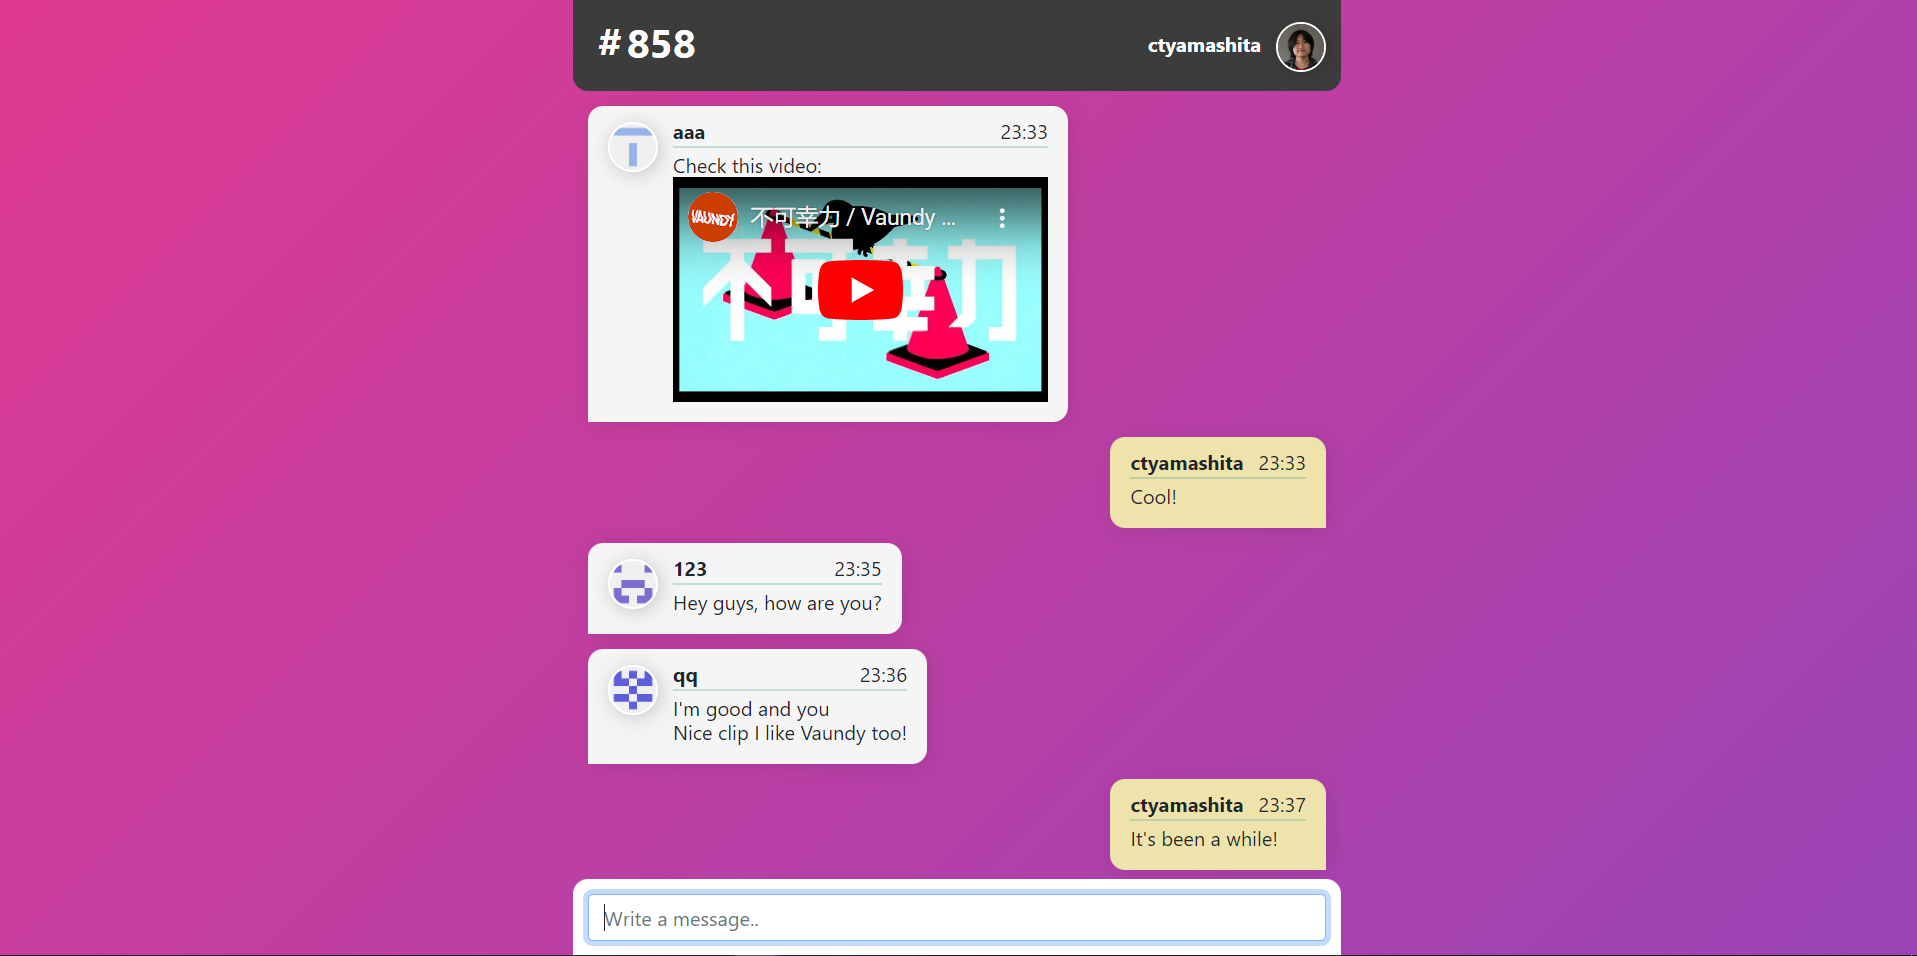 #858
ctyamashita
aaa 23:33
Check this video:
VAUNDY 不可幸力 / Vaundy ...
不可幸力
ctyamashita 23:33
Cool!
123 23:35
Hey guys, how are you?
qq 23:36
I'm good and you
Nice clip I like Vaundy too!
ctyamashita 23:37
It's been a while!
Write a message..